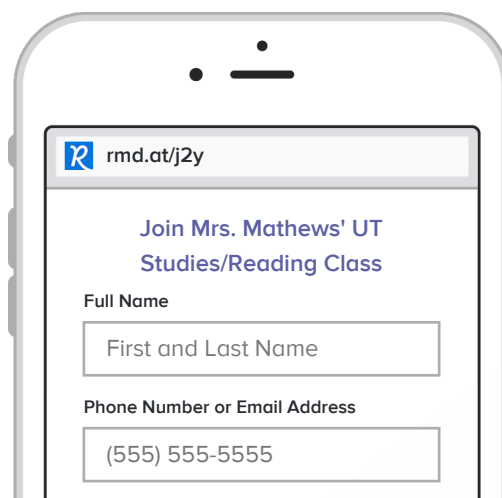 rmd.at/j2y
Join Mrs. Mathews' UT
Studies/Reading Class
Full Name
First and Last Name
Phone Number or Email Address
(555) 555-5555